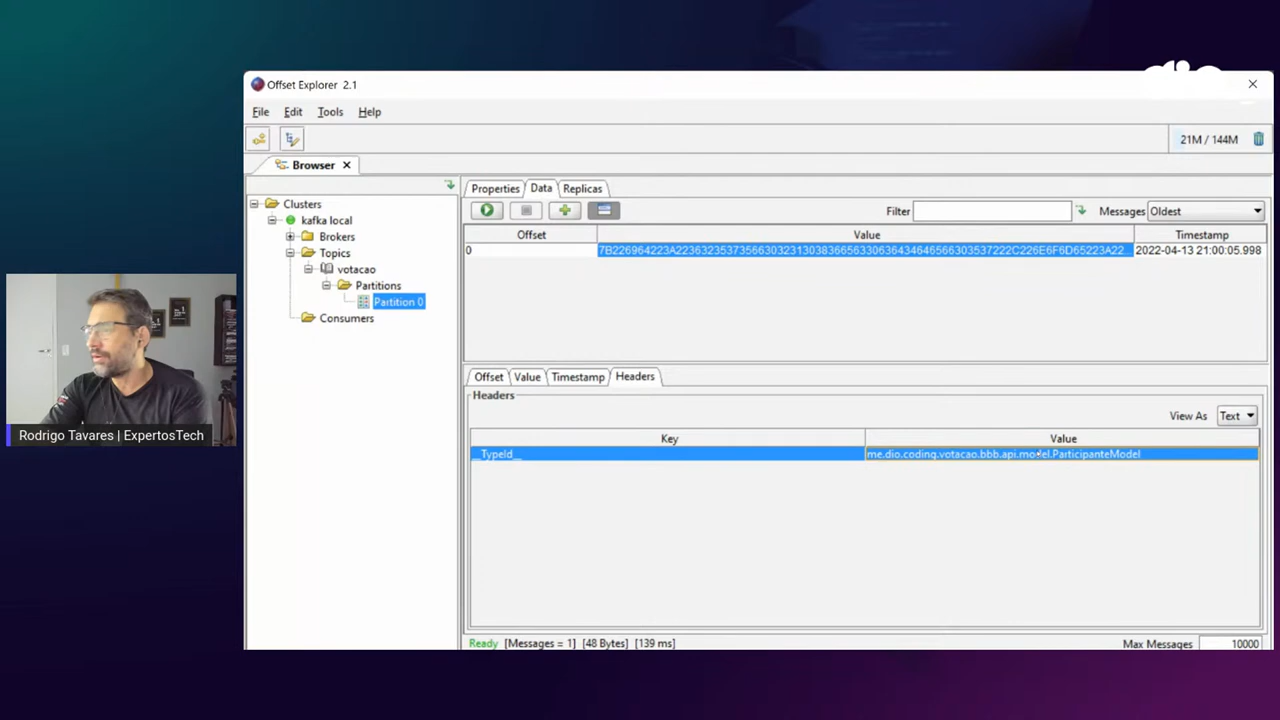 dio
Offset Explorer 2.1
File Edit Tools Help
21M / 144M
Browser
Clusters
kafka local
Brokers
Topics
votacao
Partitions
Partition 0
Consumers
Properties Data Replicas
Filter Messages Oldest
Offset Value Timestamp
0 2022-04-13 21:00:05.998
Offset Value Timestamp Headers
Headers
View As Text
Key Value
__TypeId__ me.dio.coding.votacao.bbb.api.model.ParticipanteModel
Ready [Messages = 1] [48 Bytes] [139 ms] Max Messages 10000
Rodrigo Tavares | ExpertosTech